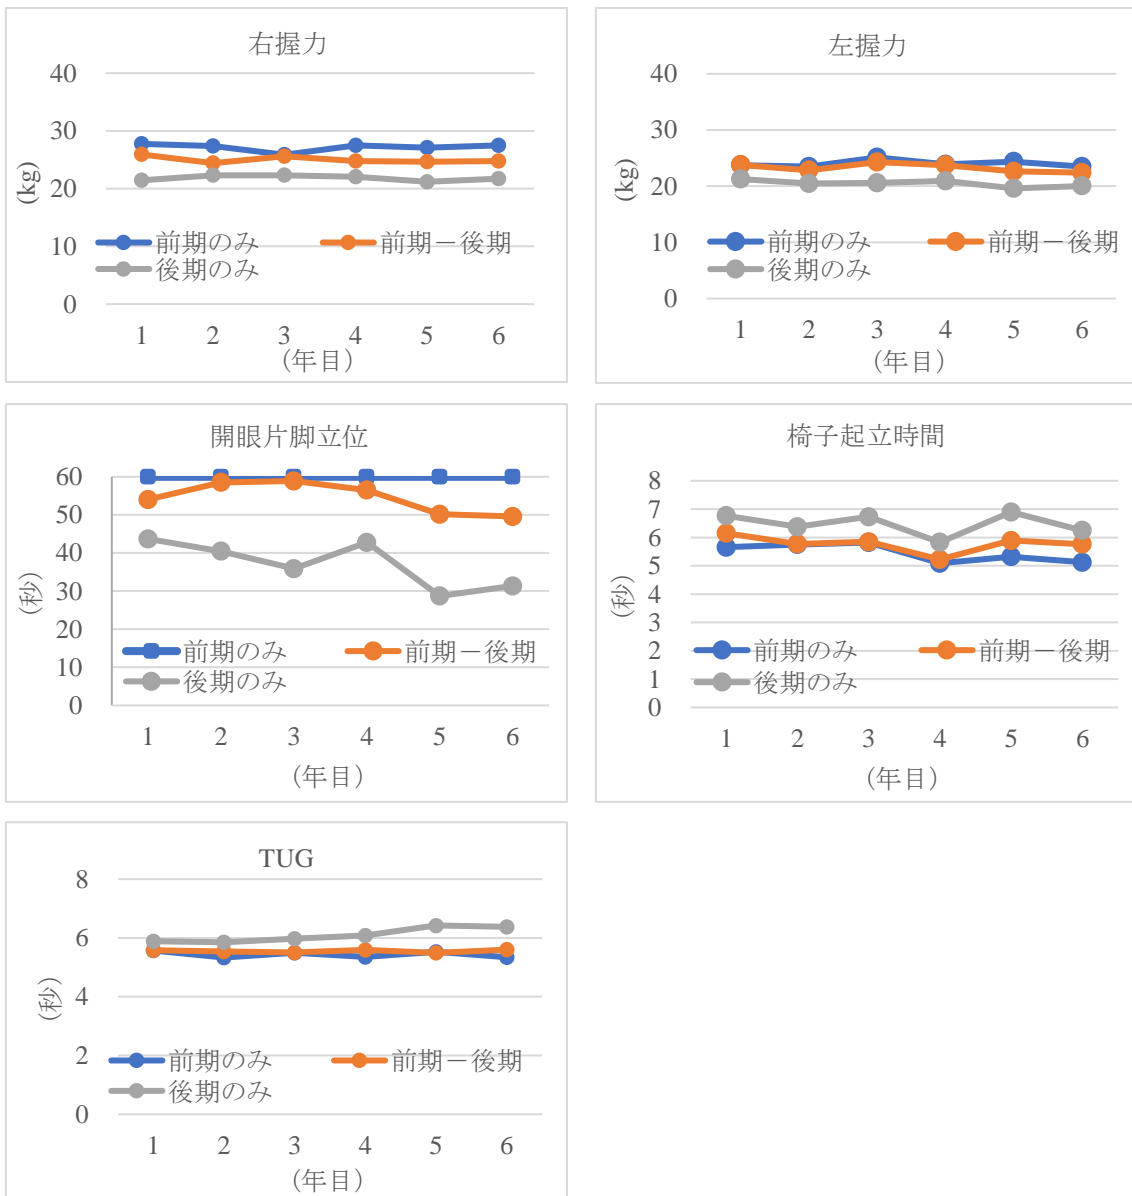 右握力
40
30
20
10
0
(kg)
前期のみ 前期－後期
後期のみ
1 2 3 4 5 6
（年目）
左握力
40
30
20
10
0
(kg)
前期のみ 前期－後期
後期のみ
1 2 3 4 5 6
（年目）
開眼片脚立位
60
50
40
30
20
10
0
（秒）
前期のみ 前期－後期
後期のみ
1 2 3 4 5 6
（年目）
椅子起立時間
8
7
6
5
4
3
2
1
0
（秒）
前期のみ 前期－後期
後期のみ
1 2 3 4 5 6
（年目）
TUG
8
6
4
2
0
（秒）
前期のみ 前期－後期
後期のみ
1 2 3 4 5 6
（年目）